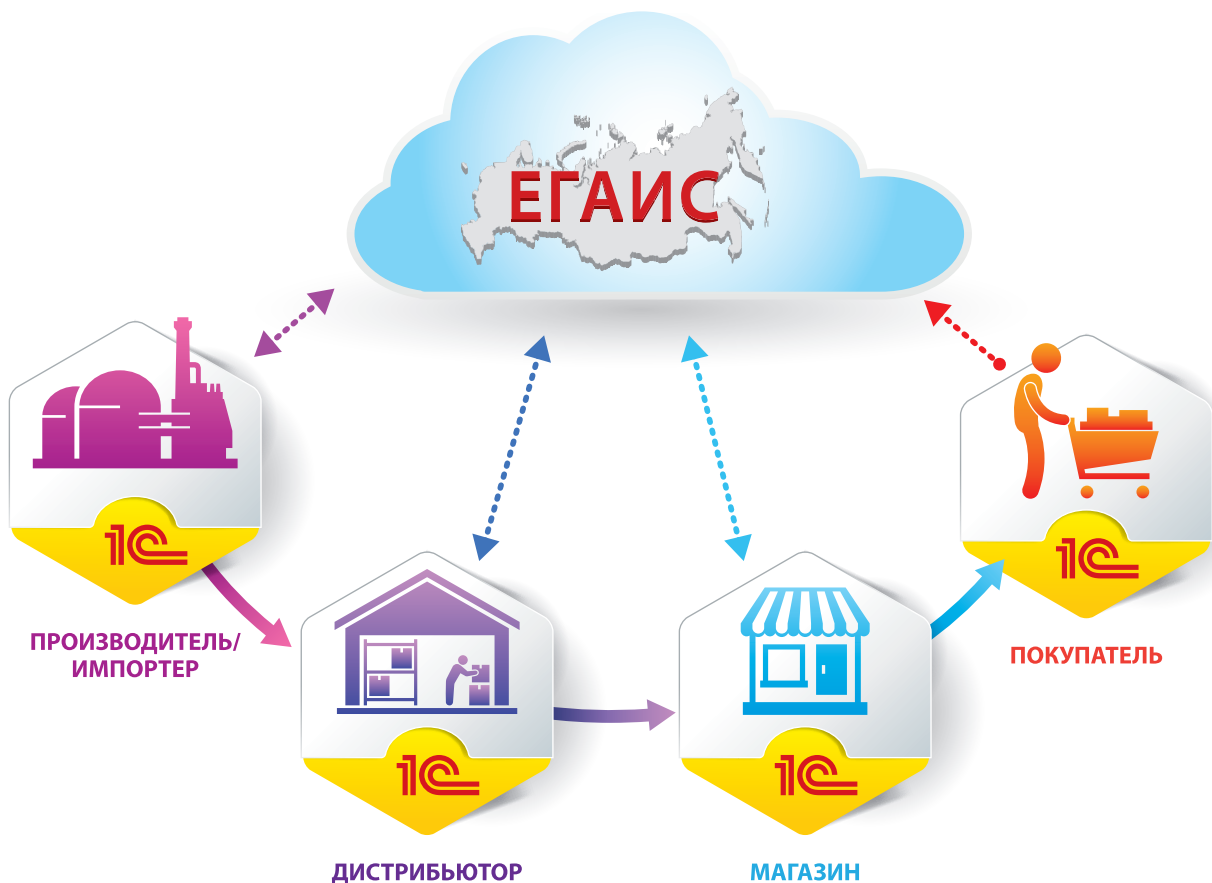 ЕГАИС
1С
1С
ПРОИЗВОДИТЕЛЬ/
ИМПОРТЕР
ПОКУПАТЕЛЬ
1С
1С
ДИСТРИБЬЮТОР
МАГАЗИН